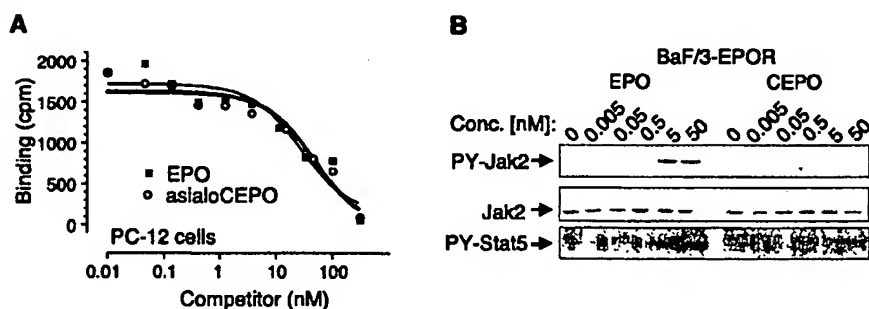 A
Binding (cpm)
2000
1500
1000
500
0
EPO
asialoCEPO
PC-12 cells
0.01 0.1 1 10 100
Competitor (nM)
B
BaF/3-EPOR
EPO CEPO
Conc. [nM]: 0 0.005 0.05 0.5 5 50 0 0.005 0.05 0.5 5 50
PY-Jak2
Jak2
PY-Stat5